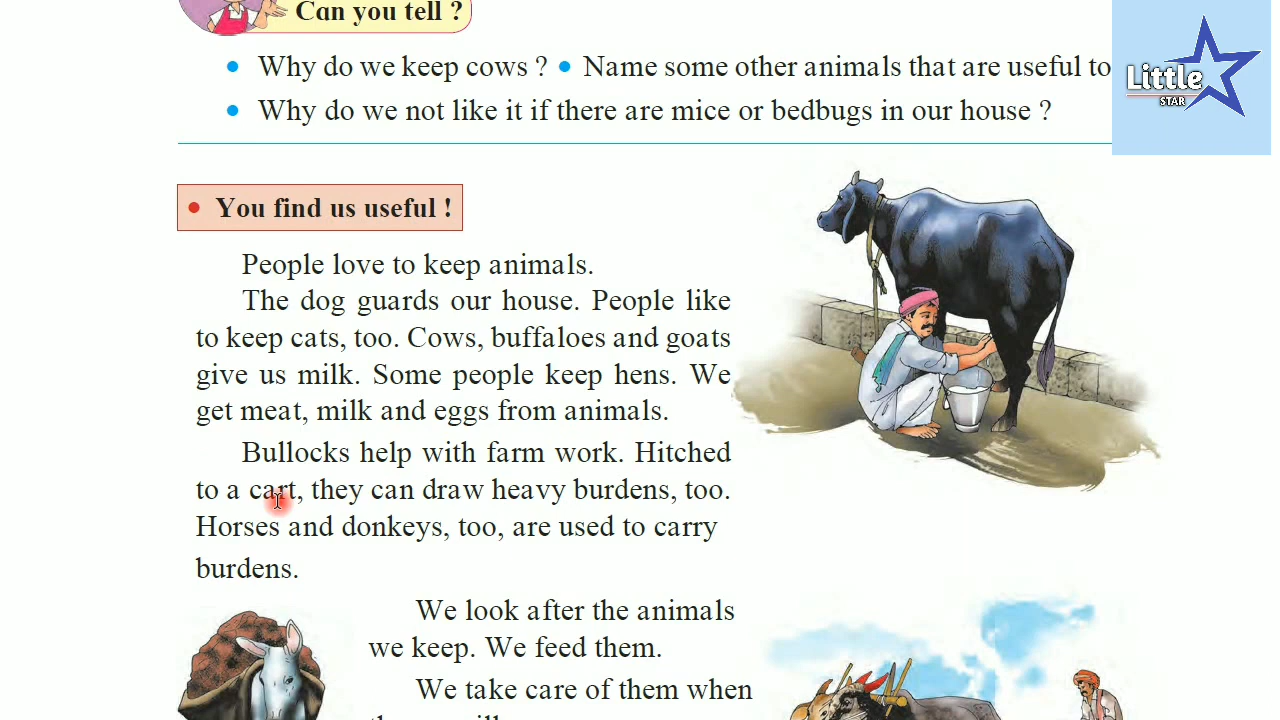 Can you tell ?
• Why do we keep cows ? • Name some other animals that are useful to
• Why do we not like it if there are mice or bedbugs in our house ?
Little
STAR
• You find us useful !
People love to keep animals.
The dog guards our house. People like
to keep cats, too. Cows, buffaloes and goats
give us milk. Some people keep hens. We
get meat, milk and eggs from animals.
Bullocks help with farm work. Hitched
to a cart, they can draw heavy burdens, too.
Horses and donkeys, too, are used to carry
burdens.
We look after the animals
we keep. We feed them.
We take care of them when